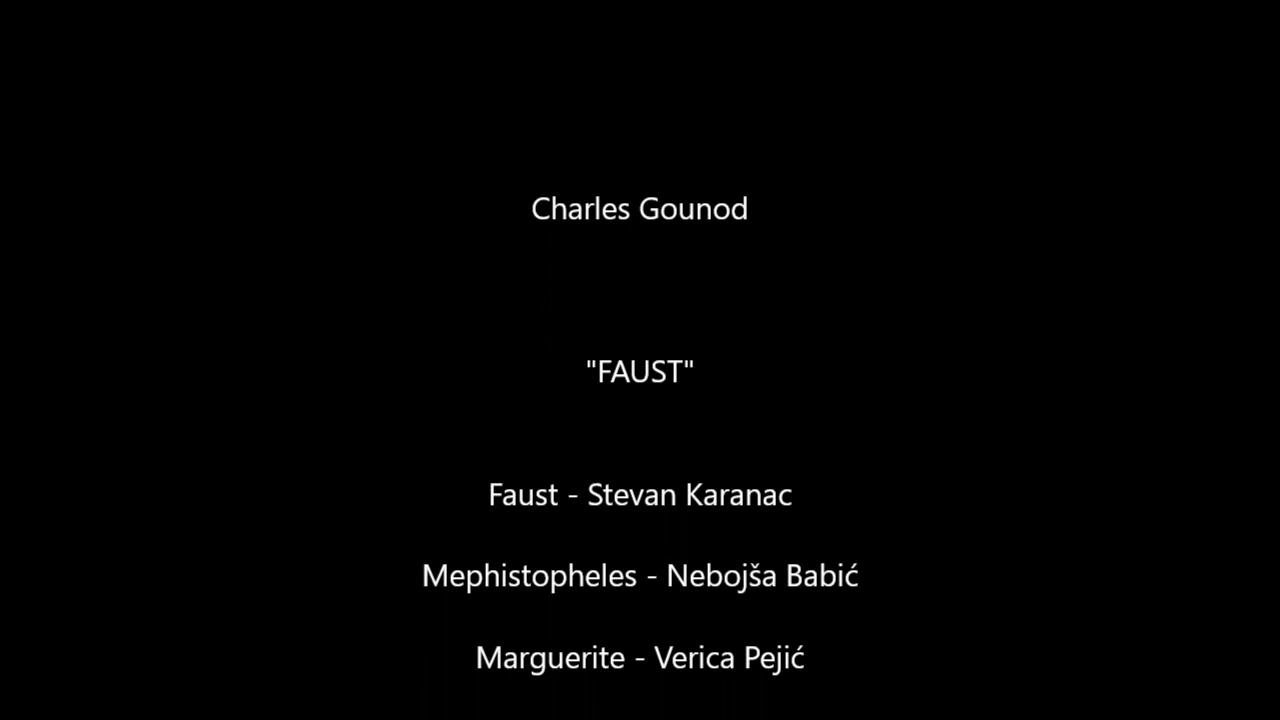 Charles Gounod
"FAUST"
Faust - Stevan Karanac
Mephistopheles - Nebojša Babić
Marguerite - Verica Pejić